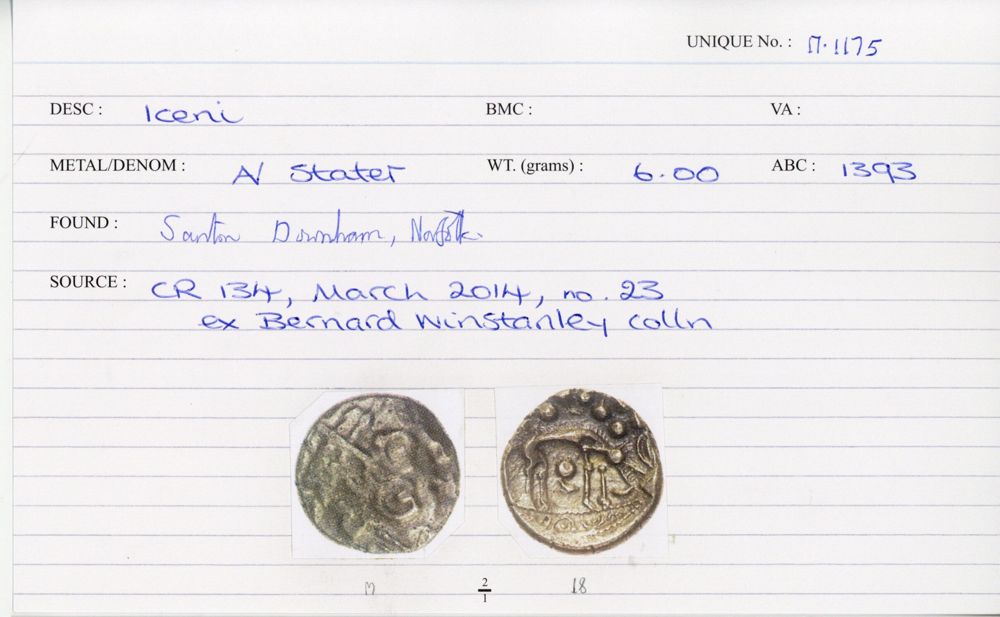 UNIQUE No. : M.1175
DESC : Iceni BMC : VA :
METAL/DENOM : AV Stater WT. (grams) : 6.00 ABC : 1393
FOUND : Santon Downham, Norfolk
SOURCE : CR 134, March 2014, no. 23
ex Bernard Winstanley colln
M 2/1 18